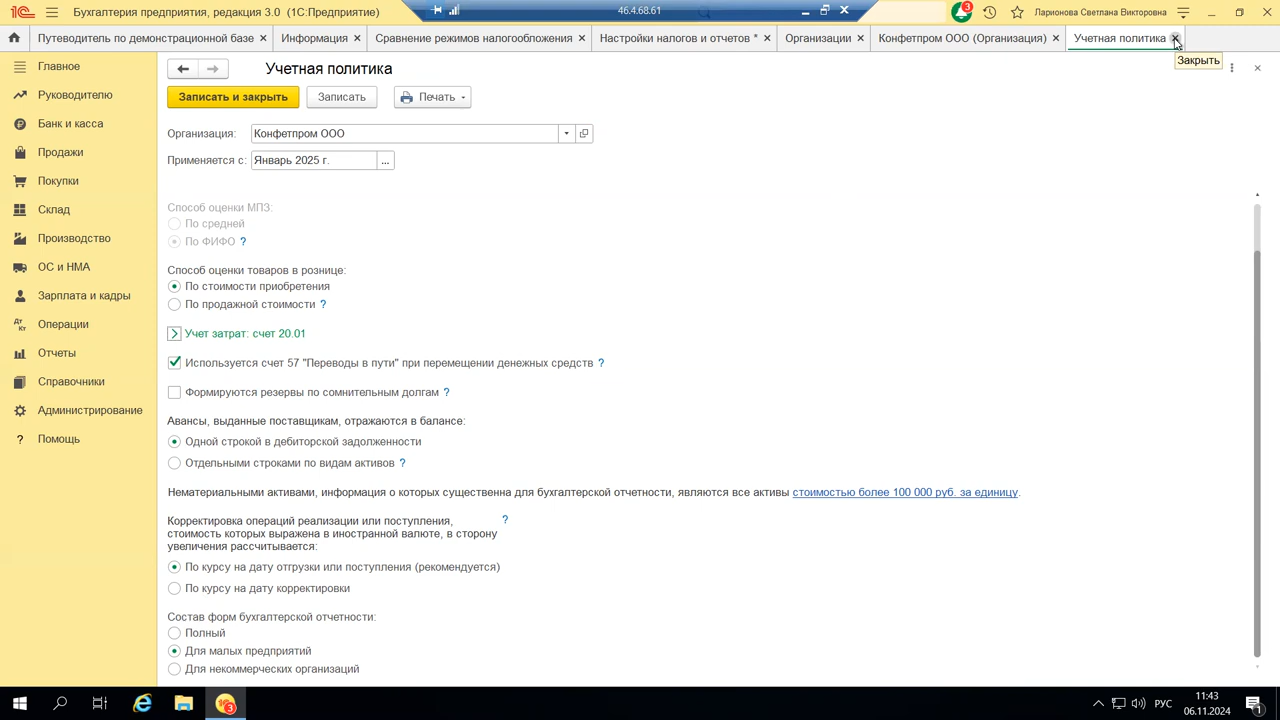 Бухгалтерия предприятия, редакция 3.0 (1С:Предприятие)
46.4.68.61
3
Ларионова Светлана Викторовна
Путеводитель по демонстрационной базе
Информация
Сравнение режимов налогообложения
Настройки налогов и отчетов *
Организации
Конфетпром ООО (Организация)
Учетная политика
Закрыть
Главное
Руководителю
Банк и касса
Продажи
Покупки
Склад
Производство
ОС и НМА
Зарплата и кадры
Операции
Отчеты
Справочники
Администрирование
? Помощь
Учетная политика
Записать и закрыть
Записать
Печать
Организация: Конфетпром ООО
Применяется с: Январь 2025 г. ...
Способ оценки МПЗ:
По средней
По ФИФО ?
Способ оценки товаров в рознице:
По стоимости приобретения
По продажной стоимости ?
Учет затрат: счет 20.01
Используется счет 57 "Переводы в пути" при перемещении денежных средств ?
Формируются резервы по сомнительным долгам ?
Авансы, выданные поставщикам, отражаются в балансе:
Одной строкой в дебиторской задолженности
Отдельными строками по видам активов ?
Нематериальными активами, информация о которых существенна для бухгалтерской отчетности, являются все активы стоимостью более 100 000 руб. за единицу.
Корректировка операций реализации или поступления, ?
стоимость которых выражена в иностранной валюте, в сторону
увеличения рассчитывается:
По курсу на дату отгрузки или поступления (рекомендуется)
По курсу на дату корректировки
Состав форм бухгалтерской отчетности:
Полный
Для малых предприятий
Для некоммерческих организаций
3
РУС
11:43
06.11.2024
1